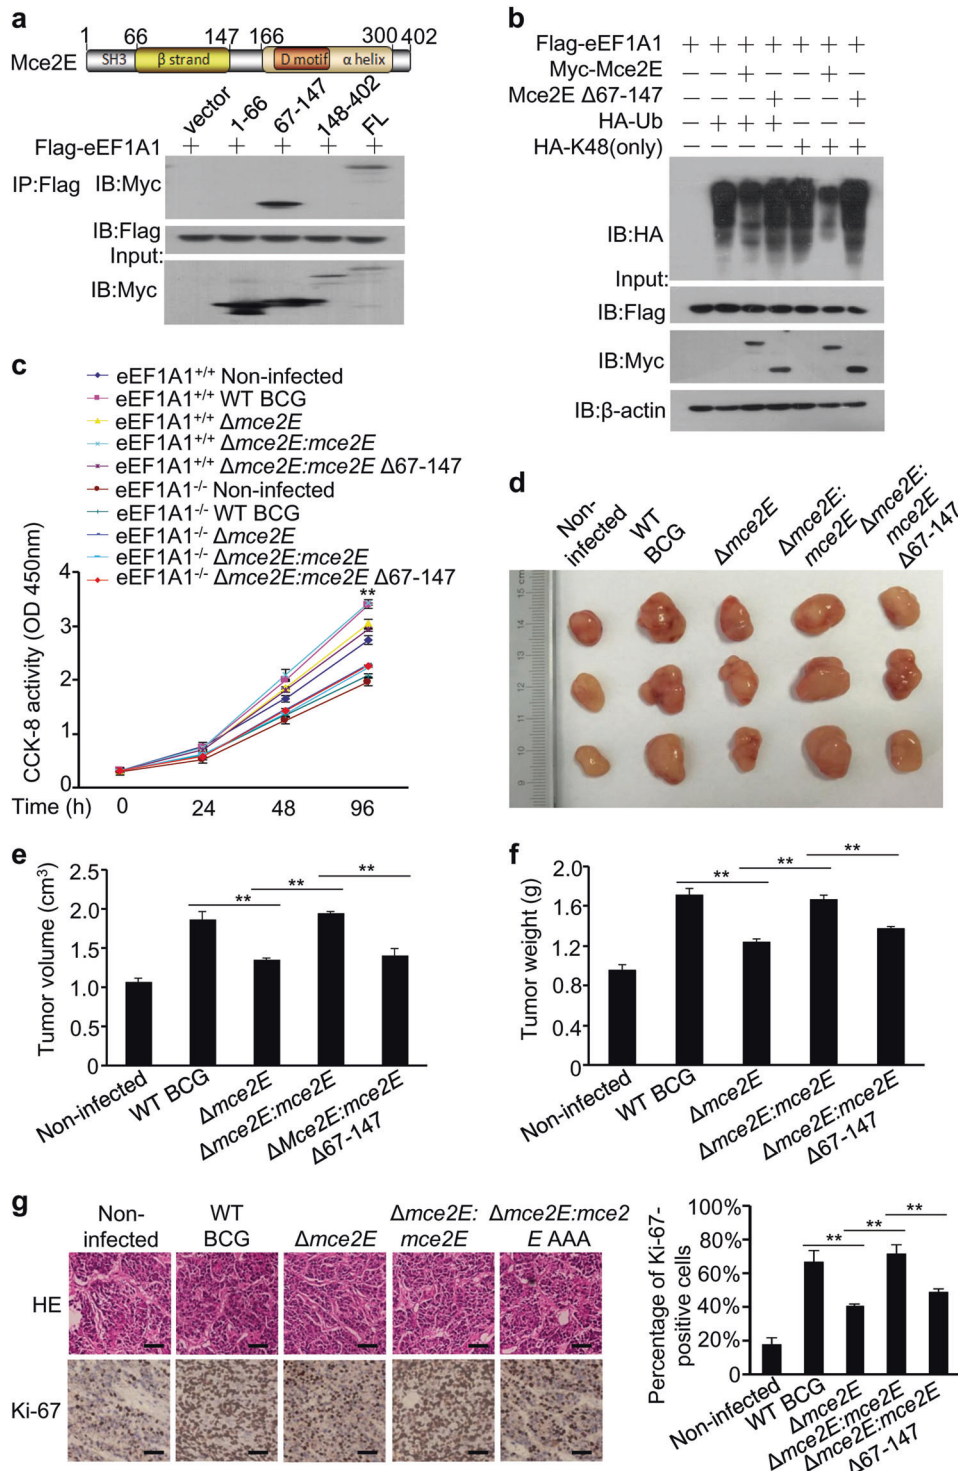 a
1 66 147 166 300 402
Mce2E SH3 β strand D motif α helix
vector 1-66 67-147 148-402 FL
Flag-eEF1A1 + + + + +
IP:Flag IB:Myc
IB:Flag
Input:
IB:Myc
b
Flag-eEF1A1 + + + + + + +
Myc-Mce2E − − + − − + −
Mce2E Δ67-147 − − − + − − +
HA-Ub − + + + − − −
HA-K48(only) − − − − + + +
IB:HA
Input:
IB:Flag
IB:Myc
IB:β-actin
c
eEF1A1+/+ Non-infected
eEF1A1+/+ WT BCG
eEF1A1+/+ Δmce2E
eEF1A1+/+ Δmce2E:mce2E
eEF1A1+/+ Δmce2E:mce2E Δ67-147
eEF1A1-/- Non-infected
eEF1A1-/- WT BCG
eEF1A1-/- Δmce2E
eEF1A1-/- Δmce2E:mce2E
eEF1A1-/- Δmce2E:mce2E Δ67-147
CCK-8 activity (OD 450nm)
4
3
2
1
0
**
Time (h) 0 24 48 96
d
Non-
infected
WT
BCG
Δmce2E
Δmce2E:
mce2E
Δmce2E:
mce2E
Δ67-147
15
14
13
12
11
10
9
e
Tumor volume (cm3)
2.5
2.0
1.5
1.0
0.5
0
** ** **
Non-infected
WT BCG
Δmce2E
Δmce2E:mce2E
ΔMce2E:mce2E
Δ67-147
f
Tumor weight (g)
2.0
1.6
1.2
0.8
0.4
0
** ** **
Non-infected
WT BCG
Δmce2E
Δmce2E:mce2E
Δmce2E:mce2E
Δ67-147
g
Non-
infected
WT
BCG
Δmce2E
Δmce2E:
mce2E
Δmce2E:mce2
E AAA
HE
Ki-67
Percentage of Ki-67-
positive cells
100%
80%
60%
40%
20%
0
** ** **
Non-infected
WT BCG
Δmce2E
Δmce2E:mce2E
Δmce2E:mce2E
Δ67-147